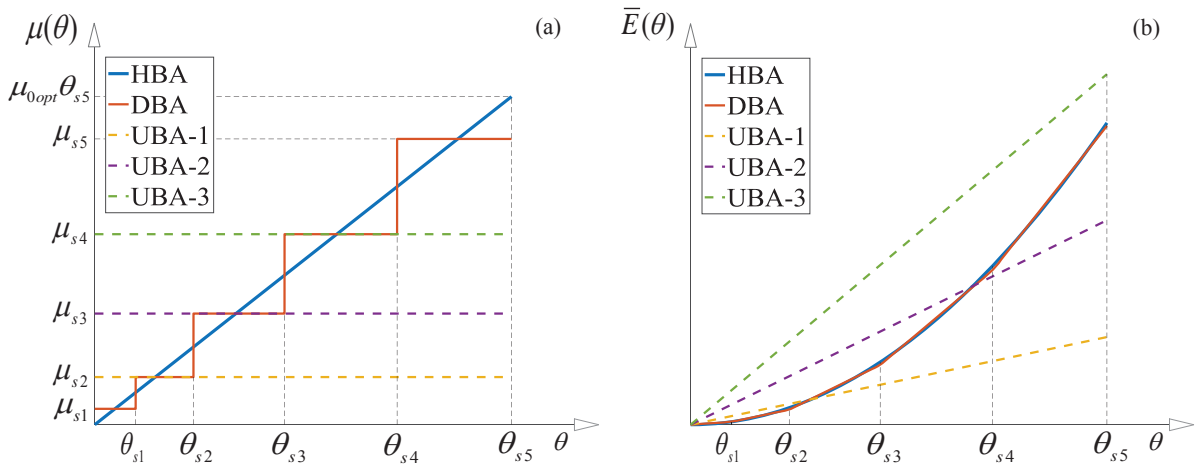 μ(θ)
(a)
HBA
DBA
UBA-1
UBA-2
UBA-3
μ0optθs5
μs5
μs4
μs3
μs2
μs1
θs1
θs2
θs3
θs4
θs5
θ
E̅(θ)
(b)
HBA
DBA
UBA-1
UBA-2
UBA-3
θs1
θs2
θs3
θs4
θs5
θ